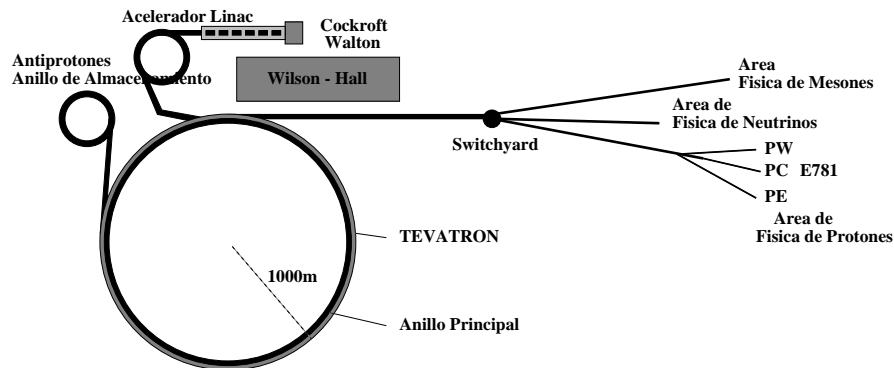 Acelerador Linac
Cockroft
Walton
Antiprotones
Anillo de Almacenamiento
Wilson - Hall
Area
Fisica de Mesones
Area de
Fisica de Neutrinos
Switchyard
PW
PC E781
PE
Area de
Fisica de Protones
TEVATRON
1000m
Anillo Principal